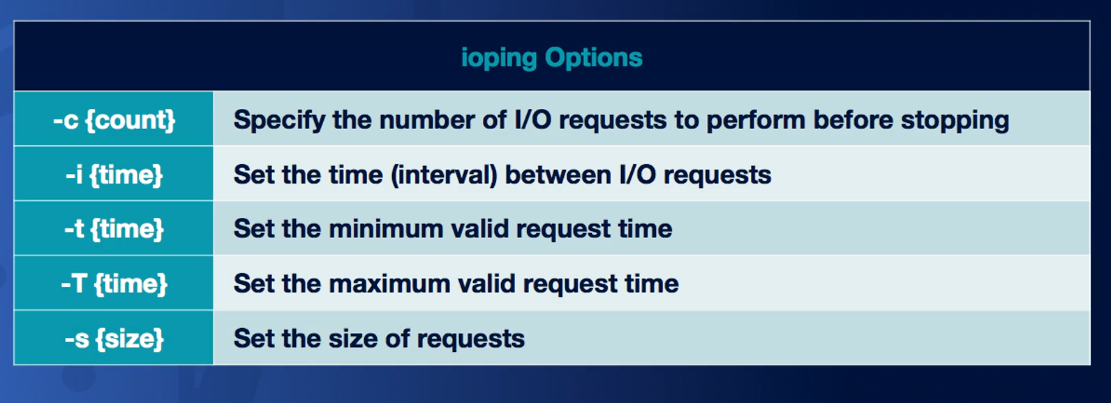 ioping Options
-c {count} Specify the number of I/O requests to perform before stopping
-i {time} Set the time (interval) between I/O requests
-t {time} Set the minimum valid request time
-T {time} Set the maximum valid request time
-s {size} Set the size of requests